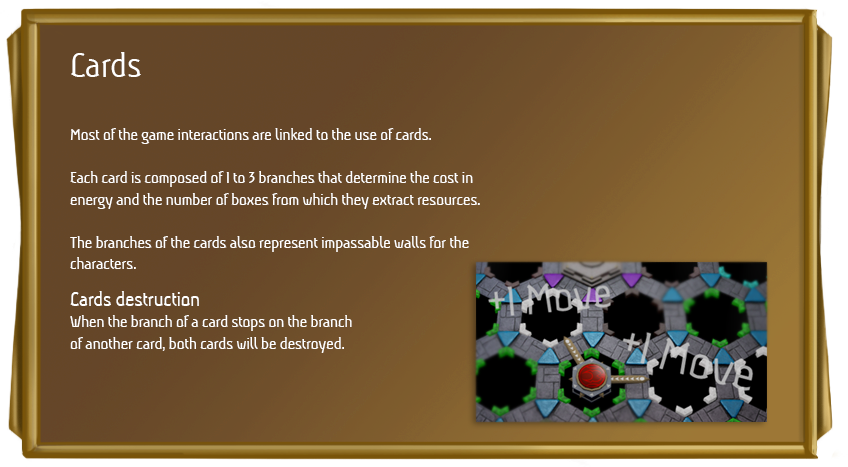 Cards
Most of the game interactions are linked to the use of cards.
Each card is composed of 1 to 3 branches that determine the cost in
energy and the number of boxes from which they extract resources.
The branches of the cards also represent impassable walls for the
characters.
Cards destruction
When the branch of a card stops on the branch
of another card, both cards will be destroyed.
+1 Move
+1 Move